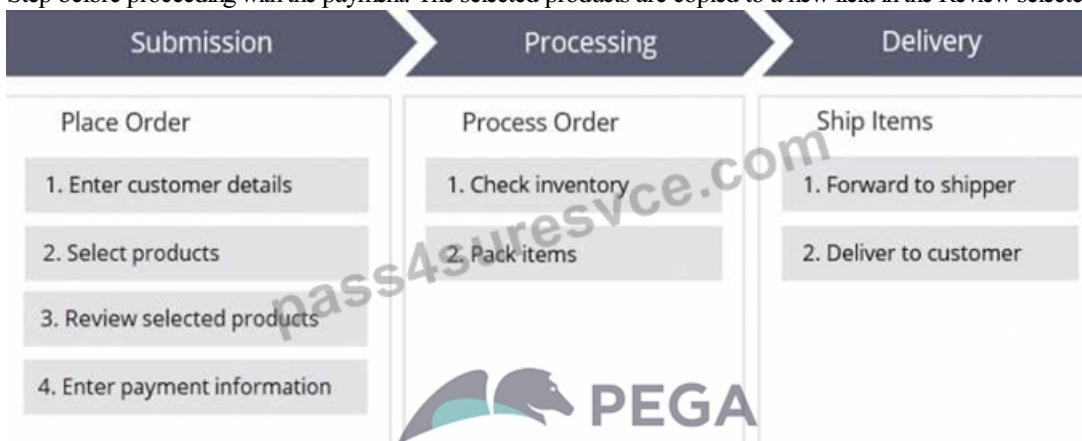 Step before proceeding with the payment. The selected products are copied to a new field in the Review selecte
Submission
Processing
Delivery
Place Order
1. Enter customer details
2. Select products
3. Review selected products
4. Enter payment information
Process Order
1. Check inventory
2. Pack items
Ship Items
1. Forward to shipper
2. Deliver to customer
pass4suresvce.com
PEGA